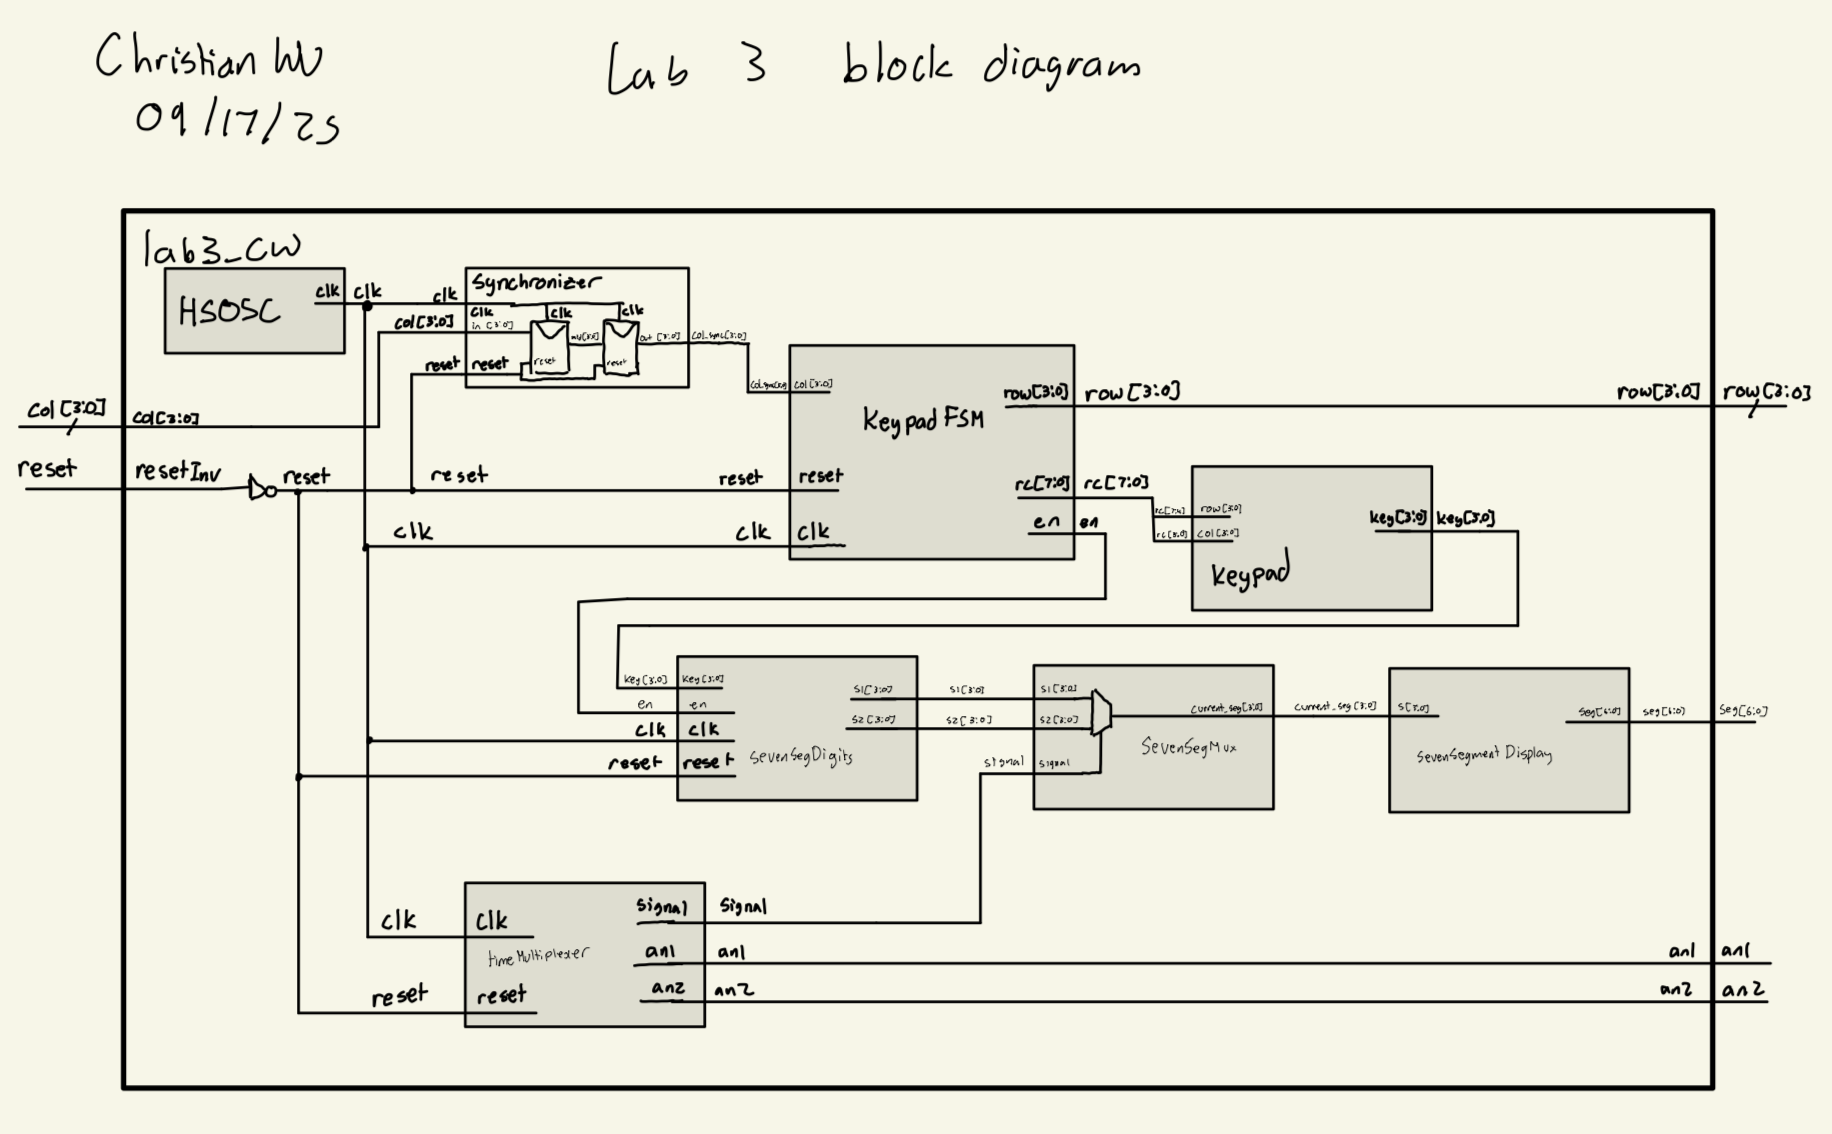 Christian Wu
09/17/25
Lab 3 block diagram
lab3_cw
HSOSC
clk clk clk
Synchronizer
clk
clk
clk
col[3:0]
in [3:0]
out [3:0]
col_sync[3:0]
reset reset
reset
reset
col[3:0]
col[3:0]
col[3:0]
Keypad FSM
row[3:0] row[3:0]
row[3:0] row[3:0]
reset
resetInv
reset
reset
reset reset
rc[7:0] rc[7:0]
en en
clk
clk clk
rc[7:4] row[3:0]
rc[3:0] col[3:0]
key[3:0] key[3:0]
Keypad
key[3:0] key[3:0]
en en
clk clk
reset reset
SevenSegDigits
s1[3:0] s1[3:0] s1[3:0]
s2[3:0] s2[3:0] s2[3:0]
signal signal
current_seg[3:0] current_seg[3:0] s[3:0]
SevenSegMux
SevenSegment Display
seg[6:0] seg[6:0] seg[6:0]
clk clk
timeMultiplexer
reset reset
signal signal
an1 an1
an2 an2
an1 an1
an2 an2